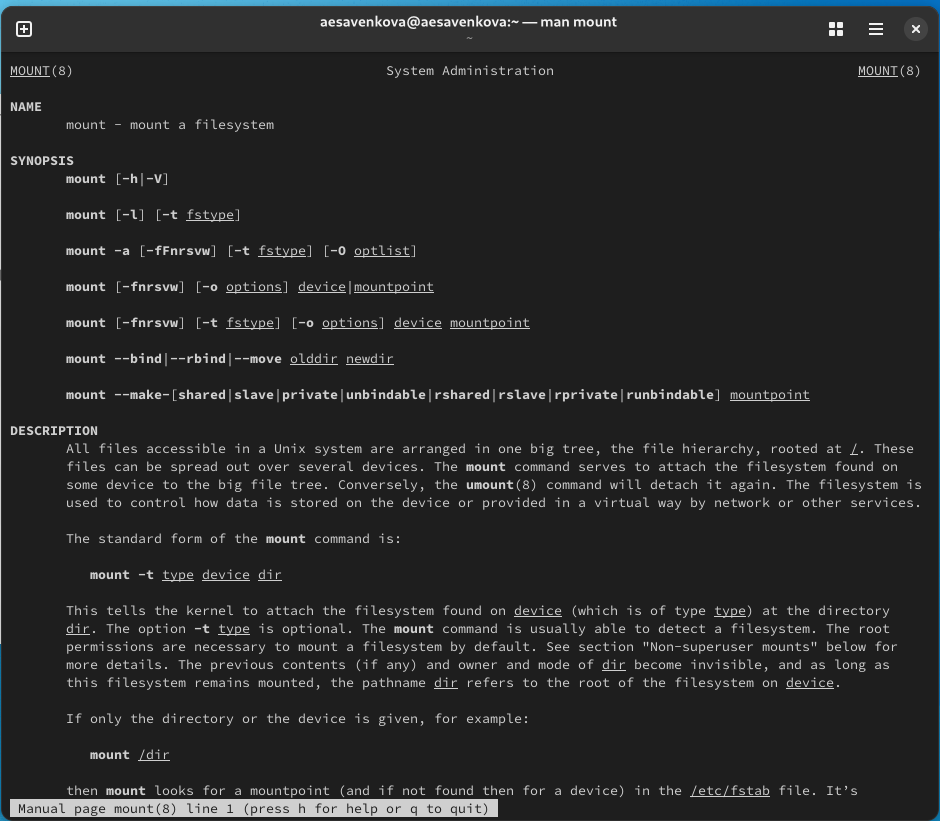 aesavenkova@aesavenkova:~ — man mount
~
MOUNT(8) System Administration MOUNT(8)
NAME
mount - mount a filesystem
SYNOPSIS
mount [-h|-V]
mount [-l] [-t fstype]
mount -a [-fFnrsvw] [-t fstype] [-O optlist]
mount [-fnrsvw] [-o options] device|mountpoint
mount [-fnrsvw] [-t fstype] [-o options] device mountpoint
mount --bind|--rbind|--move olddir newdir
mount --make-[shared|slave|private|unbindable|rshared|rslave|rprivate|runbindable] mountpoint
DESCRIPTION
All files accessible in a Unix system are arranged in one big tree, the file hierarchy, rooted at /. These
files can be spread out over several devices. The mount command serves to attach the filesystem found on
some device to the big file tree. Conversely, the umount(8) command will detach it again. The filesystem is
used to control how data is stored on the device or provided in a virtual way by network or other services.
The standard form of the mount command is:
mount -t type device dir
This tells the kernel to attach the filesystem found on device (which is of type type) at the directory
dir. The option -t type is optional. The mount command is usually able to detect a filesystem. The root
permissions are necessary to mount a filesystem by default. See section "Non-superuser mounts" below for
more details. The previous contents (if any) and owner and mode of dir become invisible, and as long as
this filesystem remains mounted, the pathname dir refers to the root of the filesystem on device.
If only the directory or the device is given, for example:
mount /dir
then mount looks for a mountpoint (and if not found then for a device) in the /etc/fstab file. It’s
Manual page mount(8) line 1 (press h for help or q to quit)